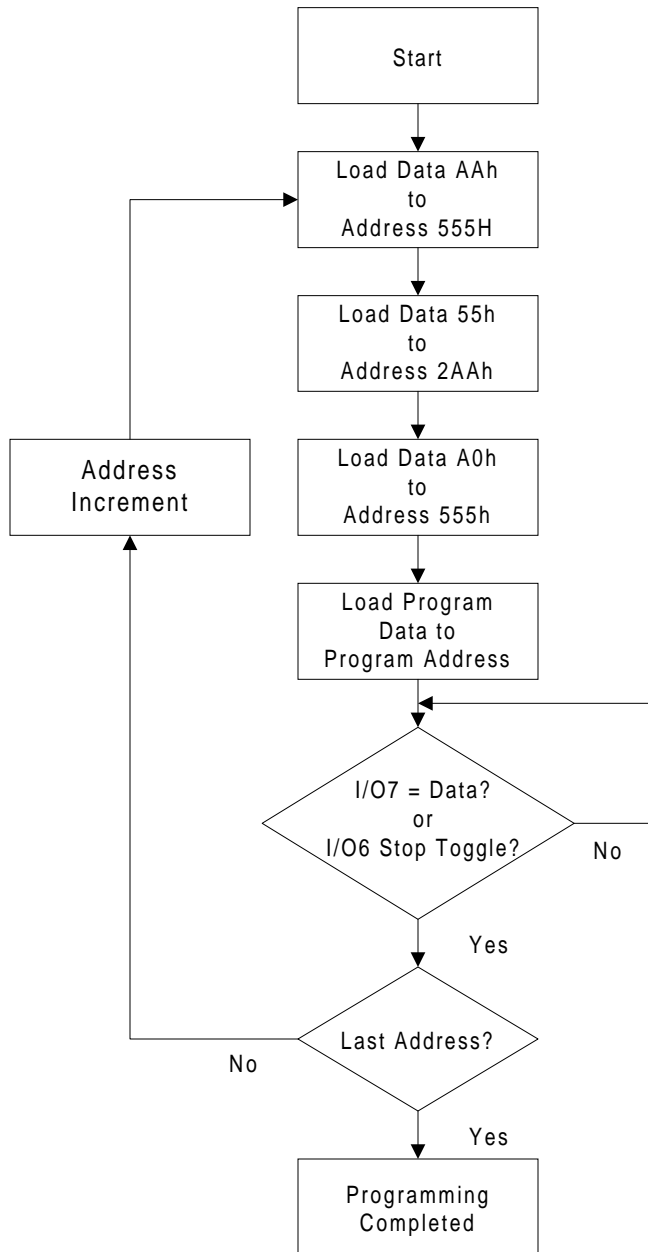 Start
Load Data AAh
to
Address 555H
Load Data 55h
to
Address 2AAh
Address
Increment
Load Data A0h
to
Address 555h
Load Program
Data to
Program Address
I/O7 = Data?
or
I/O6 Stop Toggle?
No
Yes
Last Address?
No
Yes
Programming
Completed